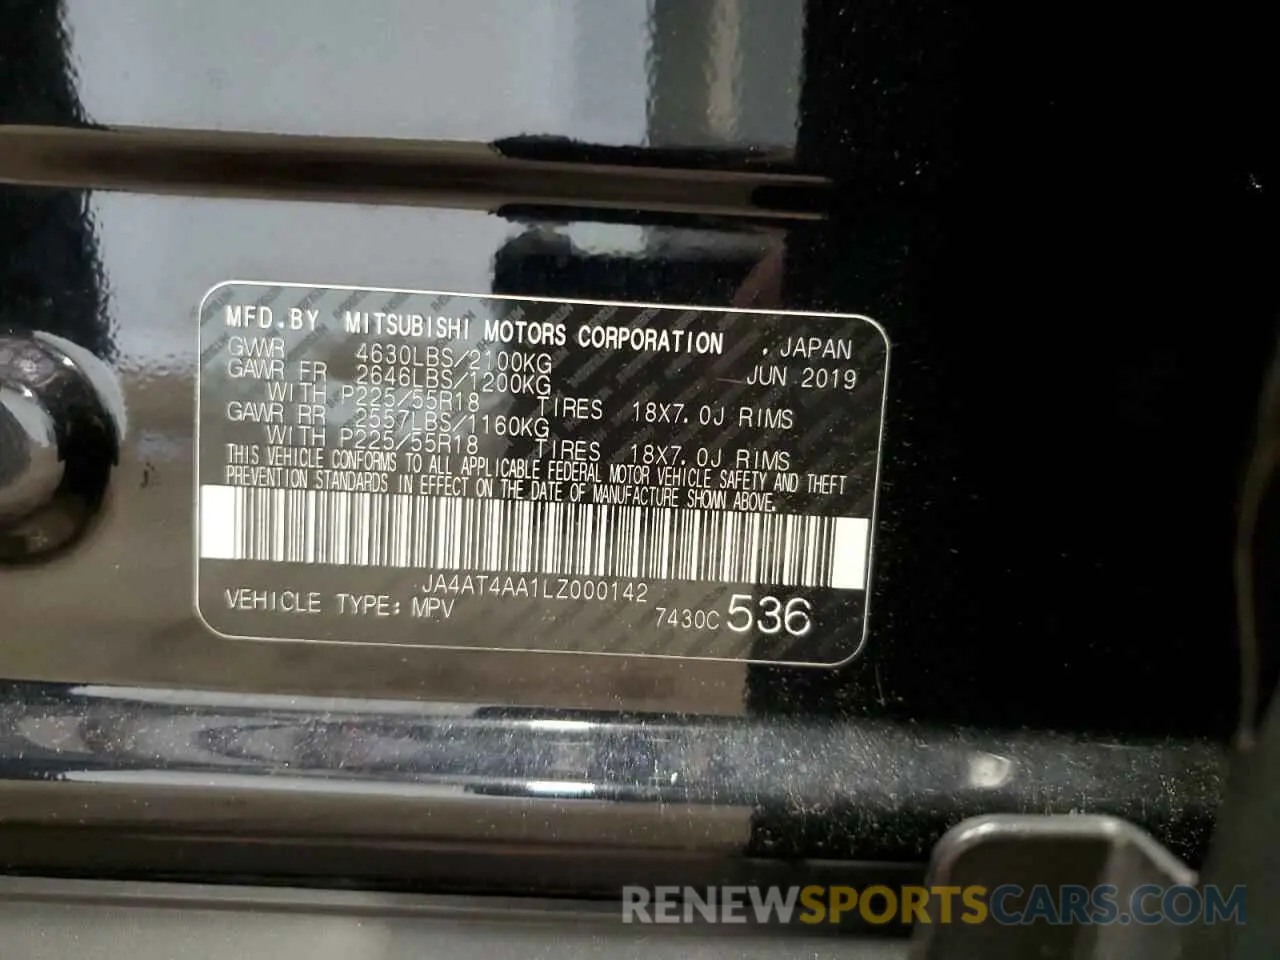 MFD.BY MITSUBISHI MOTORS CORPORATION , JAPAN
GVWR 4630LBS/2100KG JUN 2019
GAWR FR 2646LBS/1200KG
WITH P225/55R18 TIRES 18X7.0J RIMS
GAWR RR 2557LBS/1160KG
WITH P225/55R18 TIRES 18X7.0J RIMS
THIS VEHICLE CONFORMS TO ALL APPLICABLE FEDERAL MOTOR VEHICLE SAFETY AND THEFT
PREVENTION STANDARDS IN EFFECT ON THE DATE OF MANUFACTURE SHOWN ABOVE.
JA4AT4AA1LZ000142
VEHICLE TYPE: MPV 7430C 536
RENEWSPORTSCARS.COM